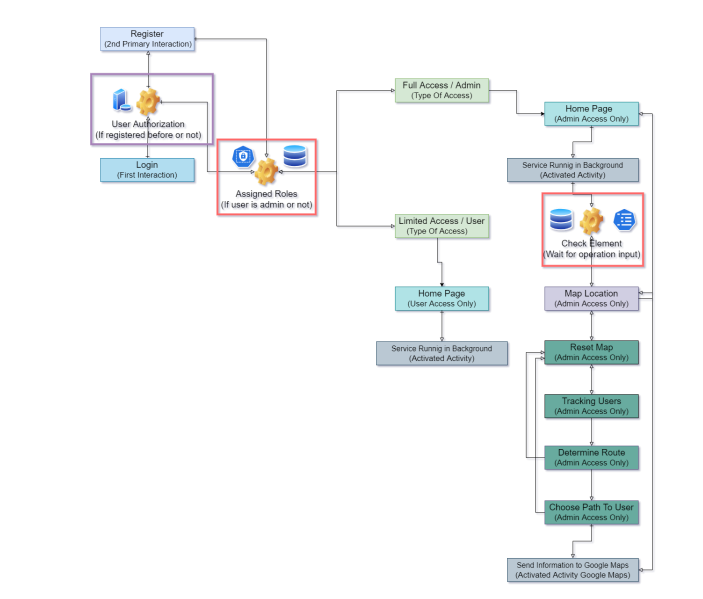 Register
(2nd Primary Interaction)
User Authorization
(If registered before or not)
Login
(First Interaction)
Assigned Roles
(If user is admin or not)
Full Access / Admin
(Type Of Access)
Limited Access / User
(Type Of Access)
Home Page
(User Access Only)
Service Runnig in Background
(Activated Activity)
Home Page
(Admin Access Only)
Service Runnig in Background
(Activated Activity)
Check Element
(Wait for operation input)
Map Location
(Admin Access Only)
Reset Map
(Admin Access Only)
Tracking Users
(Admin Access Only)
Determine Route
(Admin Access Only)
Choose Path To User
(Admin Access Only)
Send Information to Google Maps
(Activated Activity Google Maps)